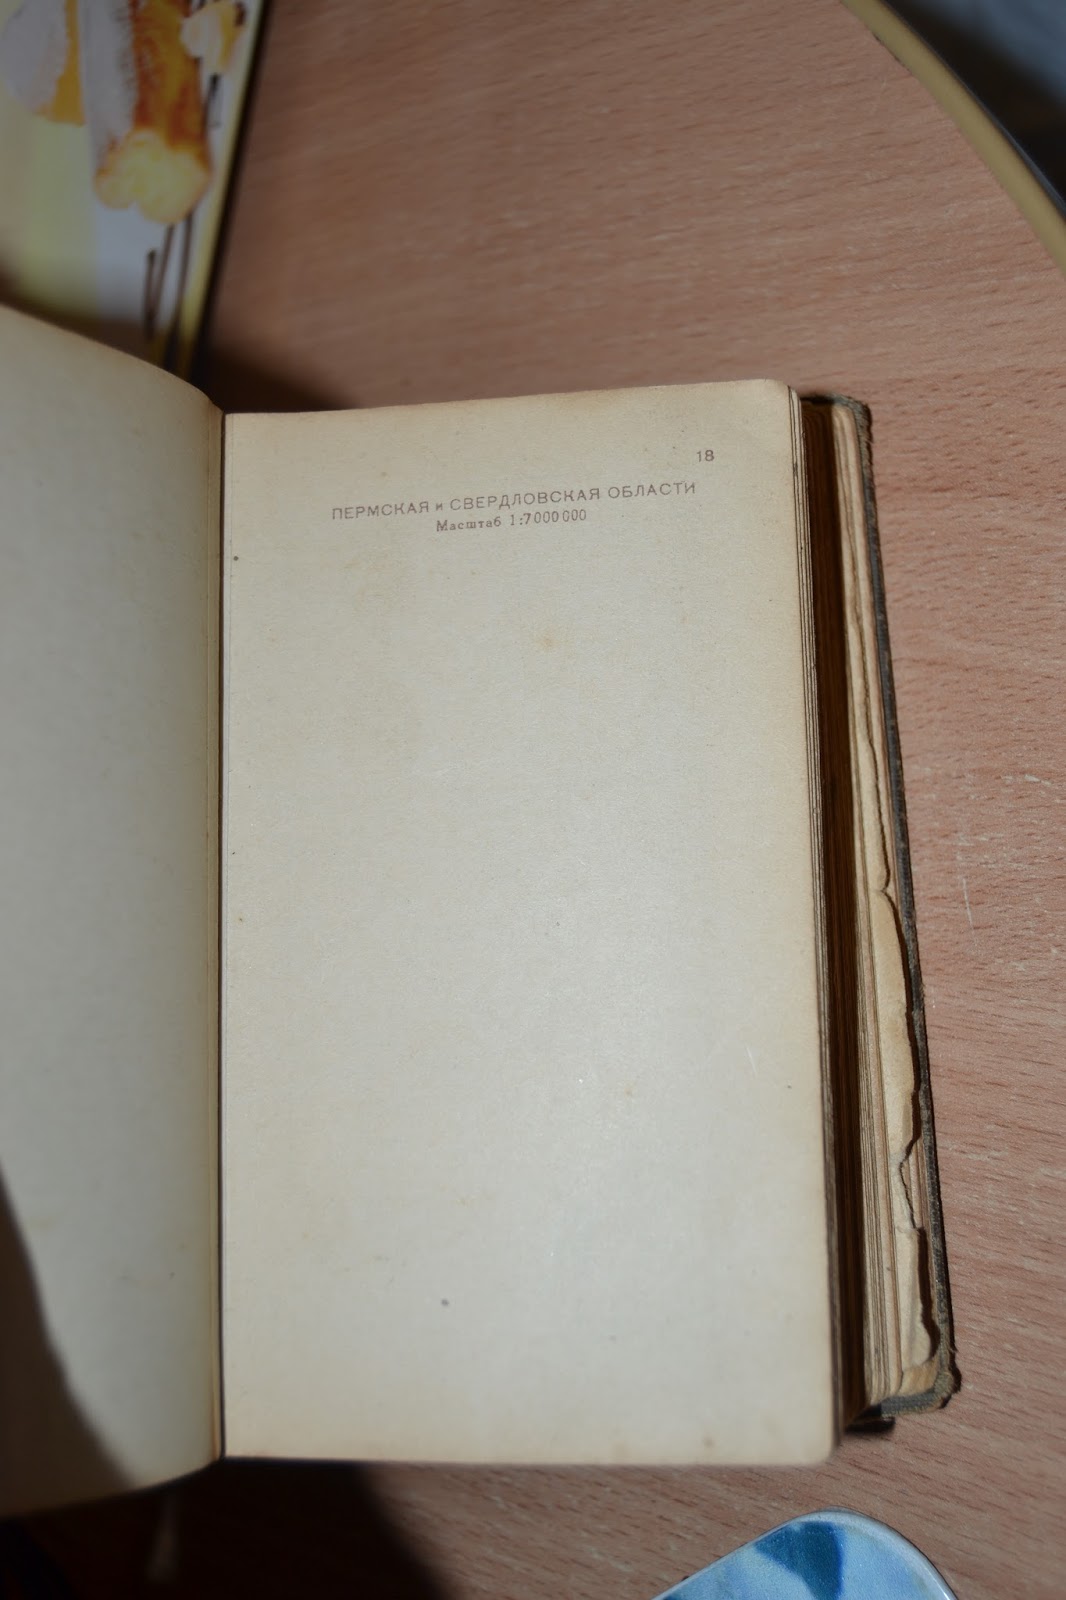 18
ПЕРМСКАЯ и СВЕРДЛОВСКАЯ ОБЛАСТИ
Масштаб 1:7000000